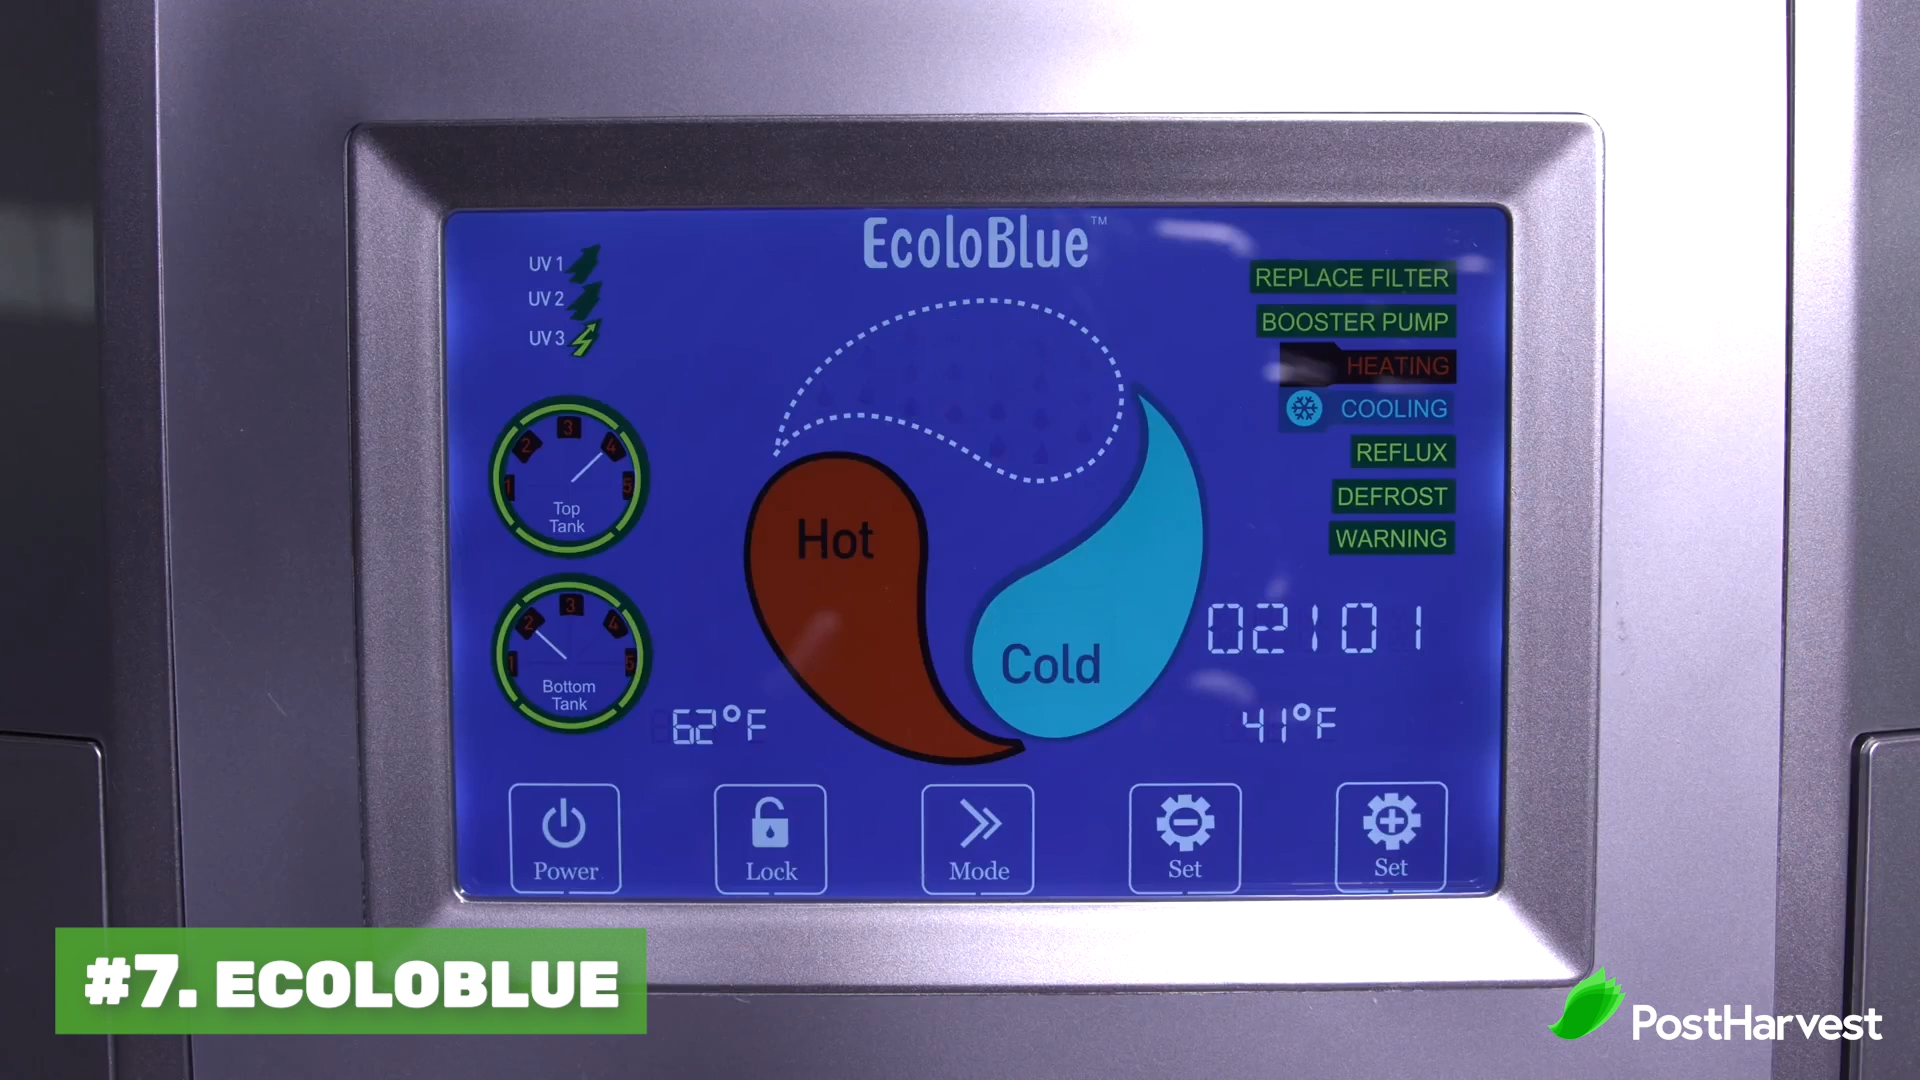 EcoloBlue™
UV 1
UV 2
UV 3
REPLACE FILTER
BOOSTER PUMP
HEATING
COOLING
REFLUX
DEFROST
WARNING
1 2 3 4 5
Top
Tank
1 2 3 4 5
Bottom
Tank
Hot
Cold
02:01
62°F
41°F
Power
Lock
Mode
Set
Set
#7. ECOLOBLUE
PostHarvest